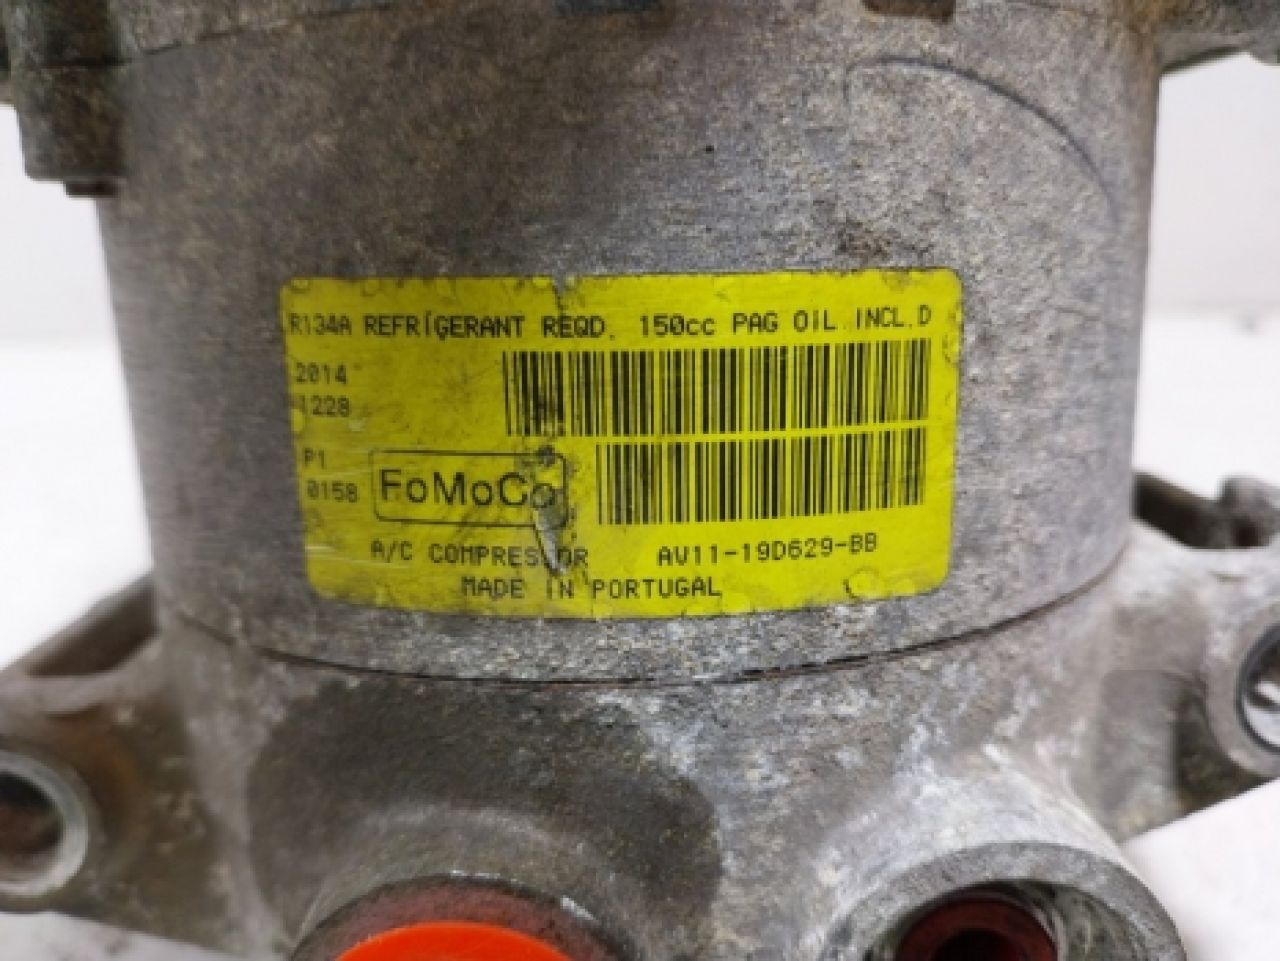 R134A REFRIGERANT REQD. 150cc PAG OIL INCL.D
2014
1228
P1
0158
FoMoCo
A/C COMPRESSOR AV11-19D629-BB
MADE IN PORTUGAL